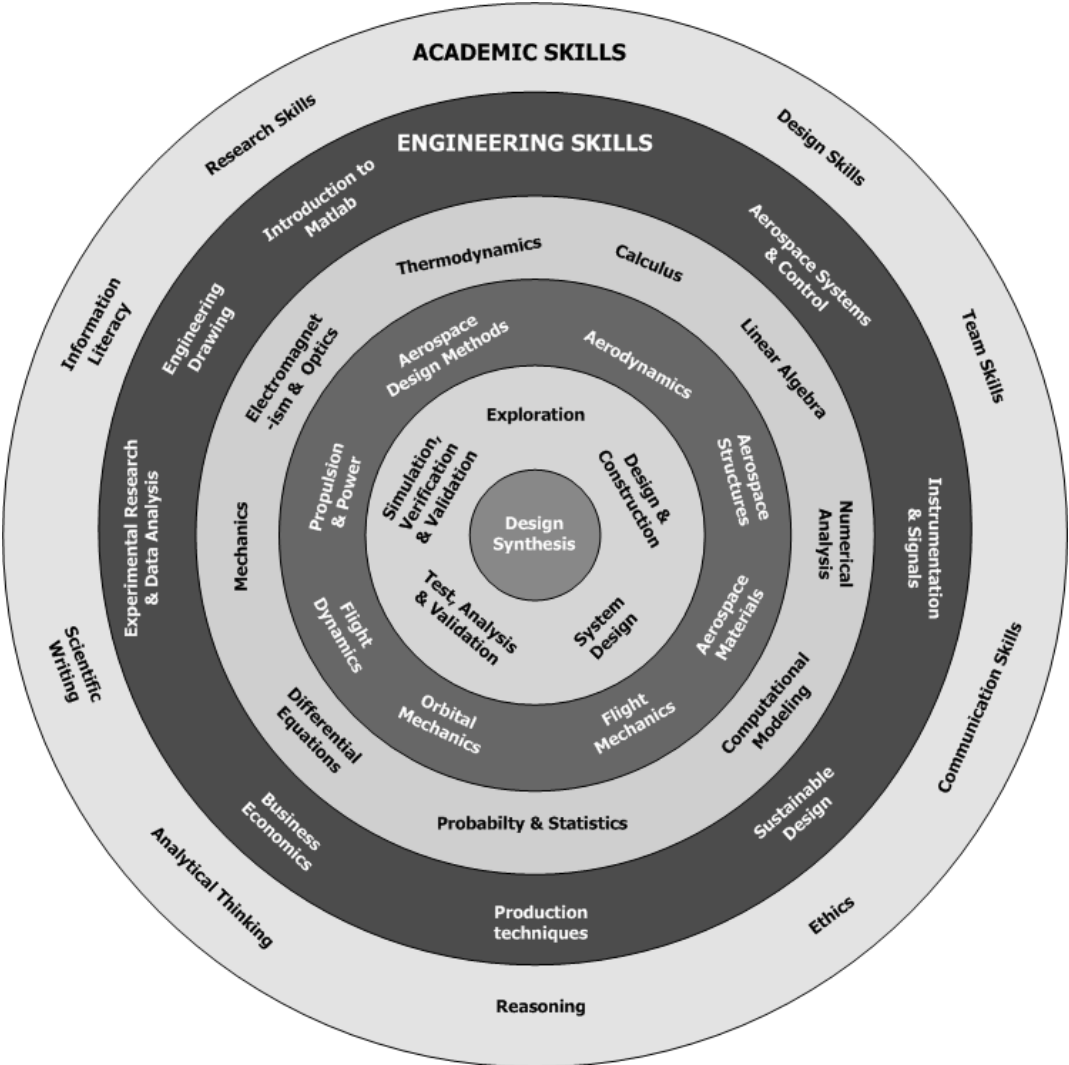 ACADEMIC SKILLS
Design Skills
Team Skills
Communication Skills
Ethics
Reasoning
Analytical Thinking
Scientific
Writing
Information
Literacy
Research Skills
ENGINEERING SKILLS
Aerospace Systems
& Control
Instrumentation
& Signals
Sustainable
Design
Production
techniques
Business
Economics
Experimental Research
& Data Analysis
Engineering
Drawing
Introduction to
Matlab
Thermodynamics
Calculus
Linear Algebra
Numerical
Analysis
Computational
Modeling
Probabilty & Statistics
Differential
Equations
Mechanics
Electromagnet
-ism & Optics
Aerospace
Design Methods
Aerodynamics
Aerospace
Structures
Aerospace
Materials
Flight
Mechanics
Orbital
Mechanics
Flight
Dynamics
Propulsion
& Power
Exploration
Design &
Construction
System
Design
Test, Analysis
& Validation
Simulation,
Verification
& Validation
Design
Synthesis